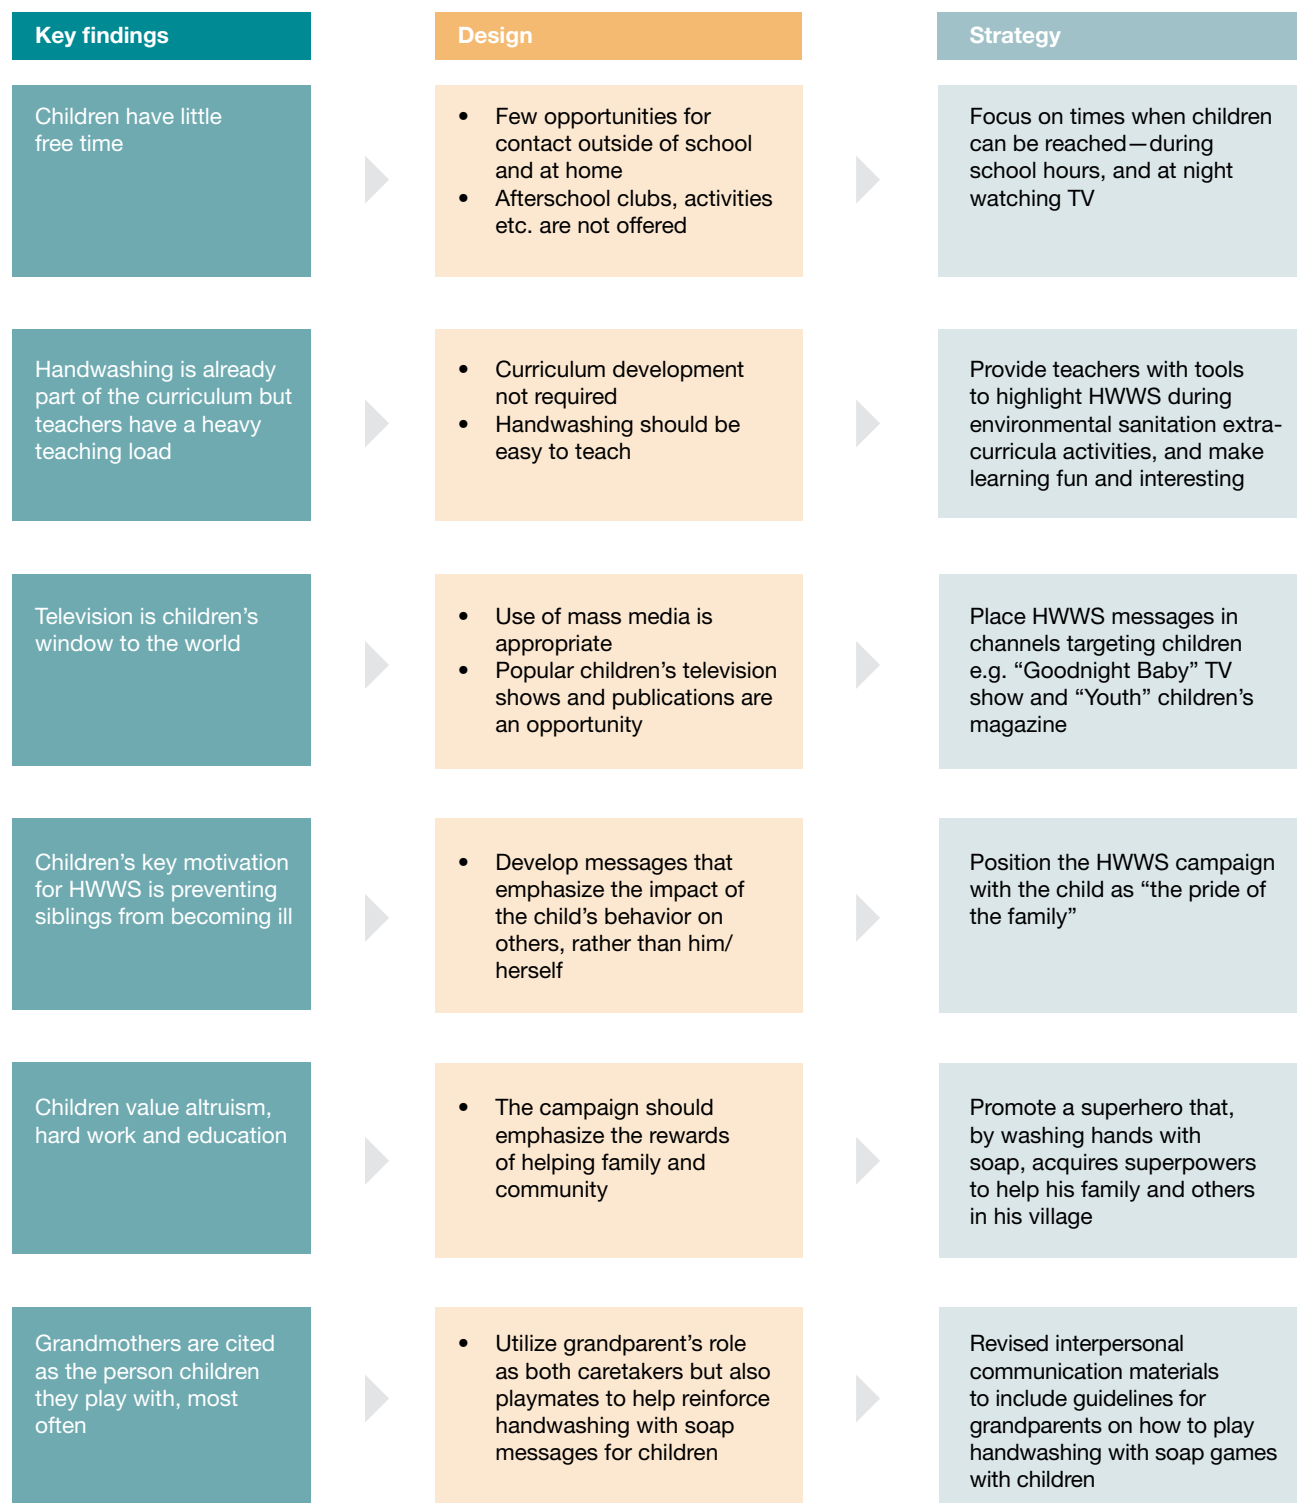 Key findings
Design
Strategy
Children have little
free time
• Few opportunities for
contact outside of school
and at home
• Afterschool clubs, activities
etc. are not offered
Focus on times when children
can be reached—during
school hours, and at night
watching TV
Handwashing is already
part of the curriculum but
teachers have a heavy
teaching load
• Curriculum development
not required
• Handwashing should be
easy to teach
Provide teachers with tools
to highlight HWWS during
environmental sanitation extra-
curricula activities, and make
learning fun and interesting
Television is children’s
window to the world
• Use of mass media is
appropriate
• Popular children’s television
shows and publications are
an opportunity
Place HWWS messages in
channels targeting children
e.g. “Goodnight Baby” TV
show and “Youth” children’s
magazine
Children’s key motivation
for HWWS is preventing
siblings from becoming ill
• Develop messages that
emphasize the impact of
the child’s behavior on
others, rather than him/
herself
Position the HWWS campaign
with the child as “the pride of
the family”
Children value altruism,
hard work and education
• The campaign should
emphasize the rewards
of helping family and
community
Promote a superhero that,
by washing hands with
soap, acquires superpowers
to help his family and others
in his village
Grandmothers are cited
as the person children
they play with, most
often
• Utilize grandparent’s role
as both caretakers but also
playmates to help reinforce
handwashing with soap
messages for children
Revised interpersonal
communication materials
to include guidelines for
grandparents on how to play
handwashing with soap games
with children